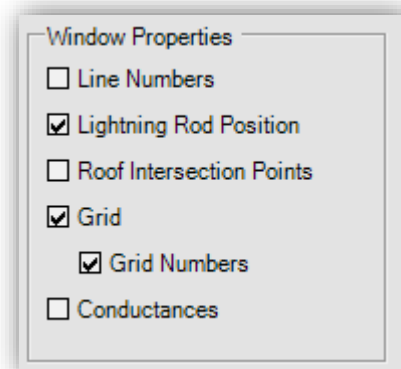 Window Properties
Line Numbers
Lightning Rod Position
Roof Intersection Points
Grid
Grid Numbers
Conductances